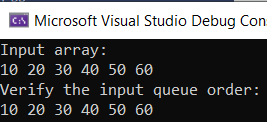 Microsoft Visual Studio Debug Con
Input array:
10 20 30 40 50 60
Verify the input queue order:
10 20 30 40 50 60